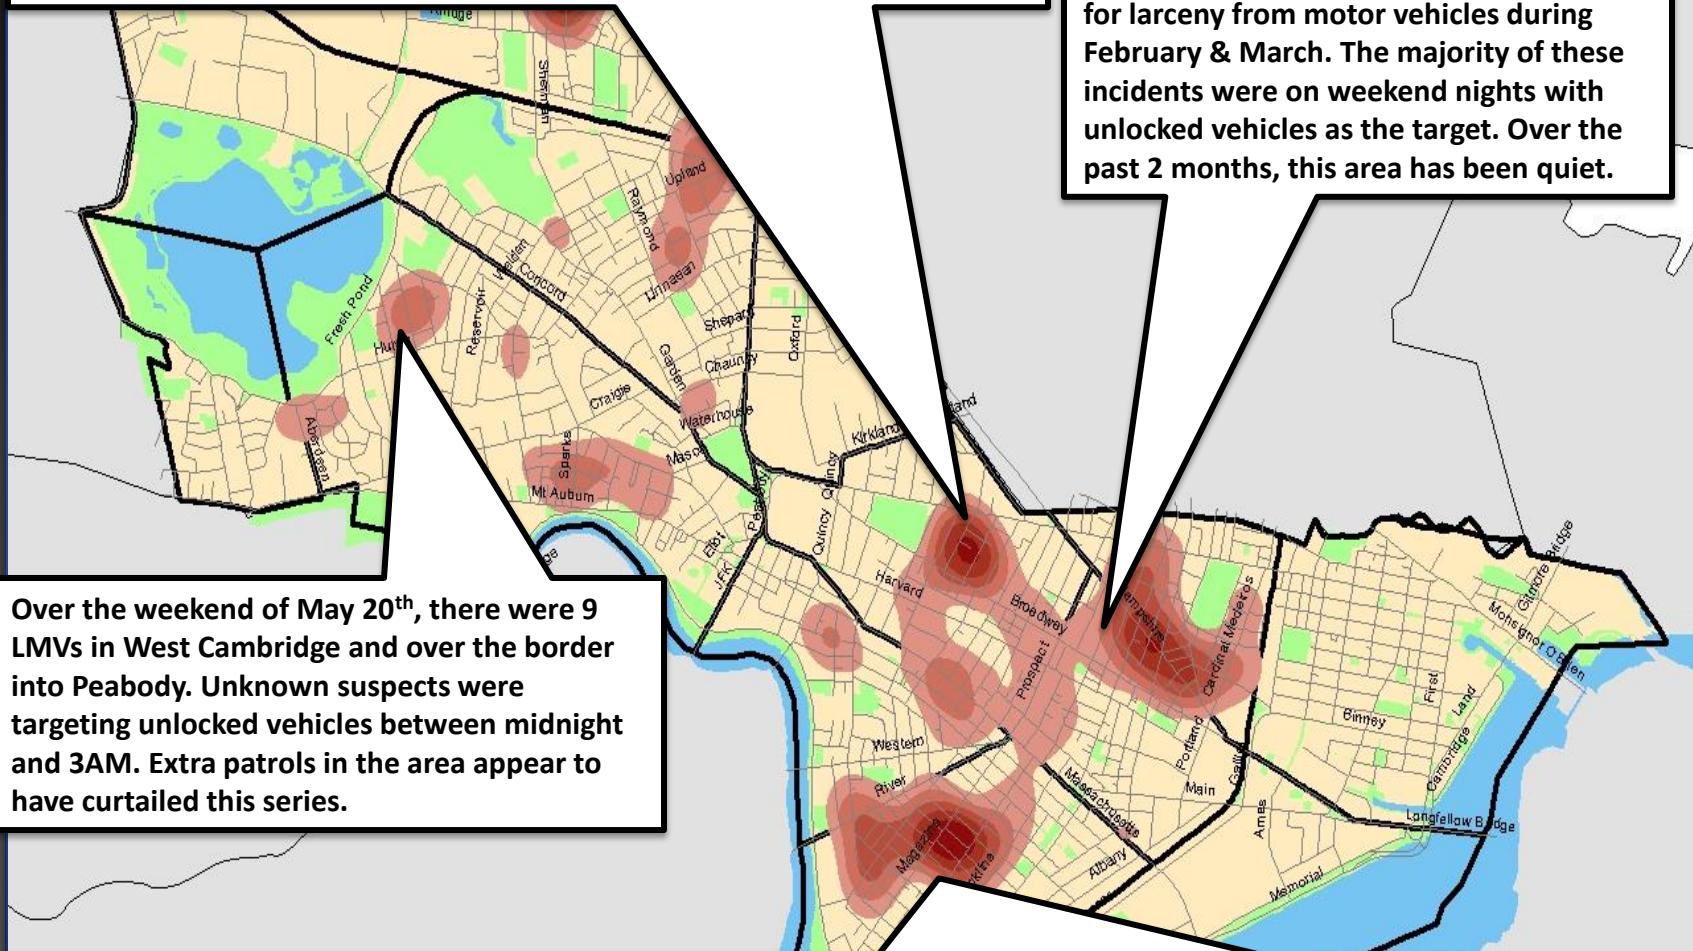 for larceny from motor vehicles during
February & March. The majority of these
incidents were on weekend nights with
unlocked vehicles as the target. Over the
past 2 months, this area has been quiet.
Sherman
Upland
Raymond
Walden
Concord
Linnaean
Fresh Pond
Reservoir
Shepard
Oxford
Garden
Chauncy
Craigie
Waterhouse
Aberdeen
Sparks
Mason
Kirkland
Quincy
Mt Auburn
Peabody
Quincy
Eliot
JFK
Harvard
Broadway
Cardinal Medeiros
Gilmore Bridge
Monsignor O'Brien
Over the weekend of May 20th, there were 9
LMVs in West Cambridge and over the border
into Peabody. Unknown suspects were
targeting unlocked vehicles between midnight
and 3AM. Extra patrols in the area appear to
have curtailed this series.
Prospect
First
Land
Binney
Western
Portland
Cambridge
River
Main
Massachusetts
Ames
Longfellow Bridge
Magazine
Albany
Memorial